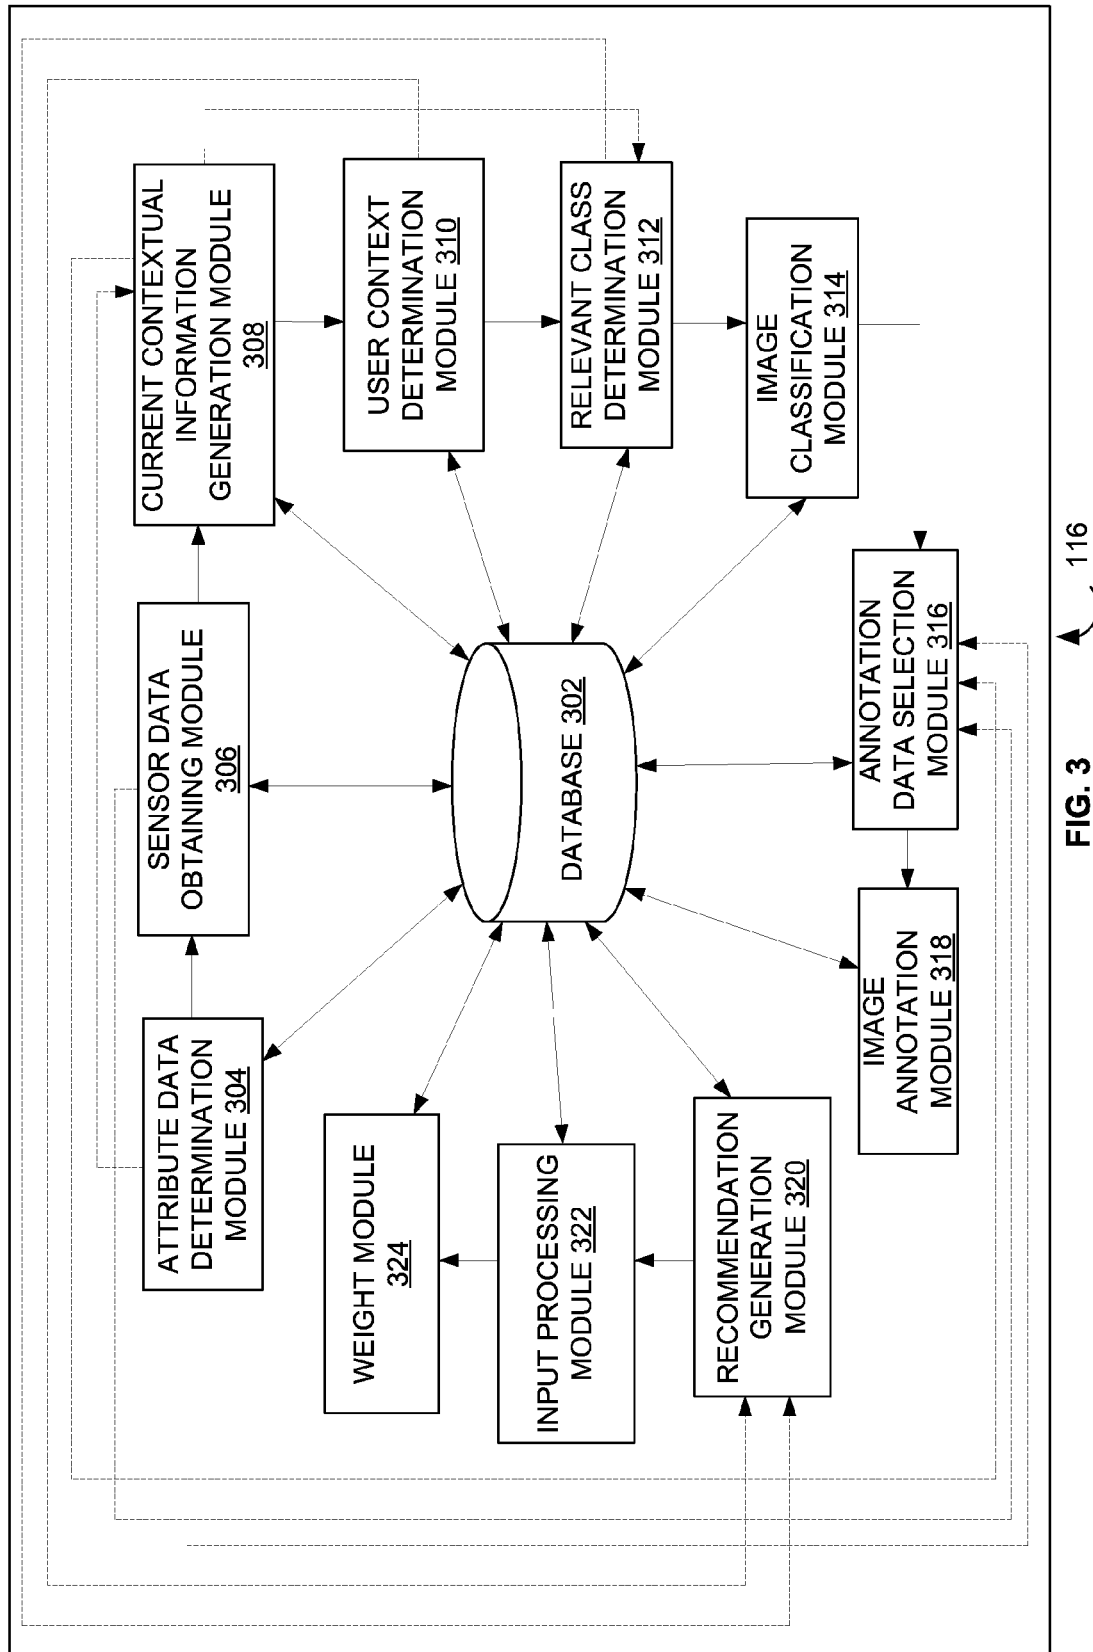 ATTRIBUTE DATA
DETERMINATION
MODULE 304
SENSOR DATA
OBTAINING MODULE
306
CURRENT CONTEXTUAL
INFORMATION
GENERATION MODULE
308
USER CONTEXT
DETERMINATION
MODULE 310
RELEVANT CLASS
DETERMINATION
MODULE 312
IMAGE
CLASSIFICATION
MODULE 314
ANNOTATION
DATA SELECTION
MODULE 316
IMAGE
ANNOTATION
MODULE 318
RECOMMENDATION
GENERATION
MODULE 320
INPUT PROCESSING
MODULE 322
WEIGHT MODULE
324
DATABASE 302
116
FIG. 3